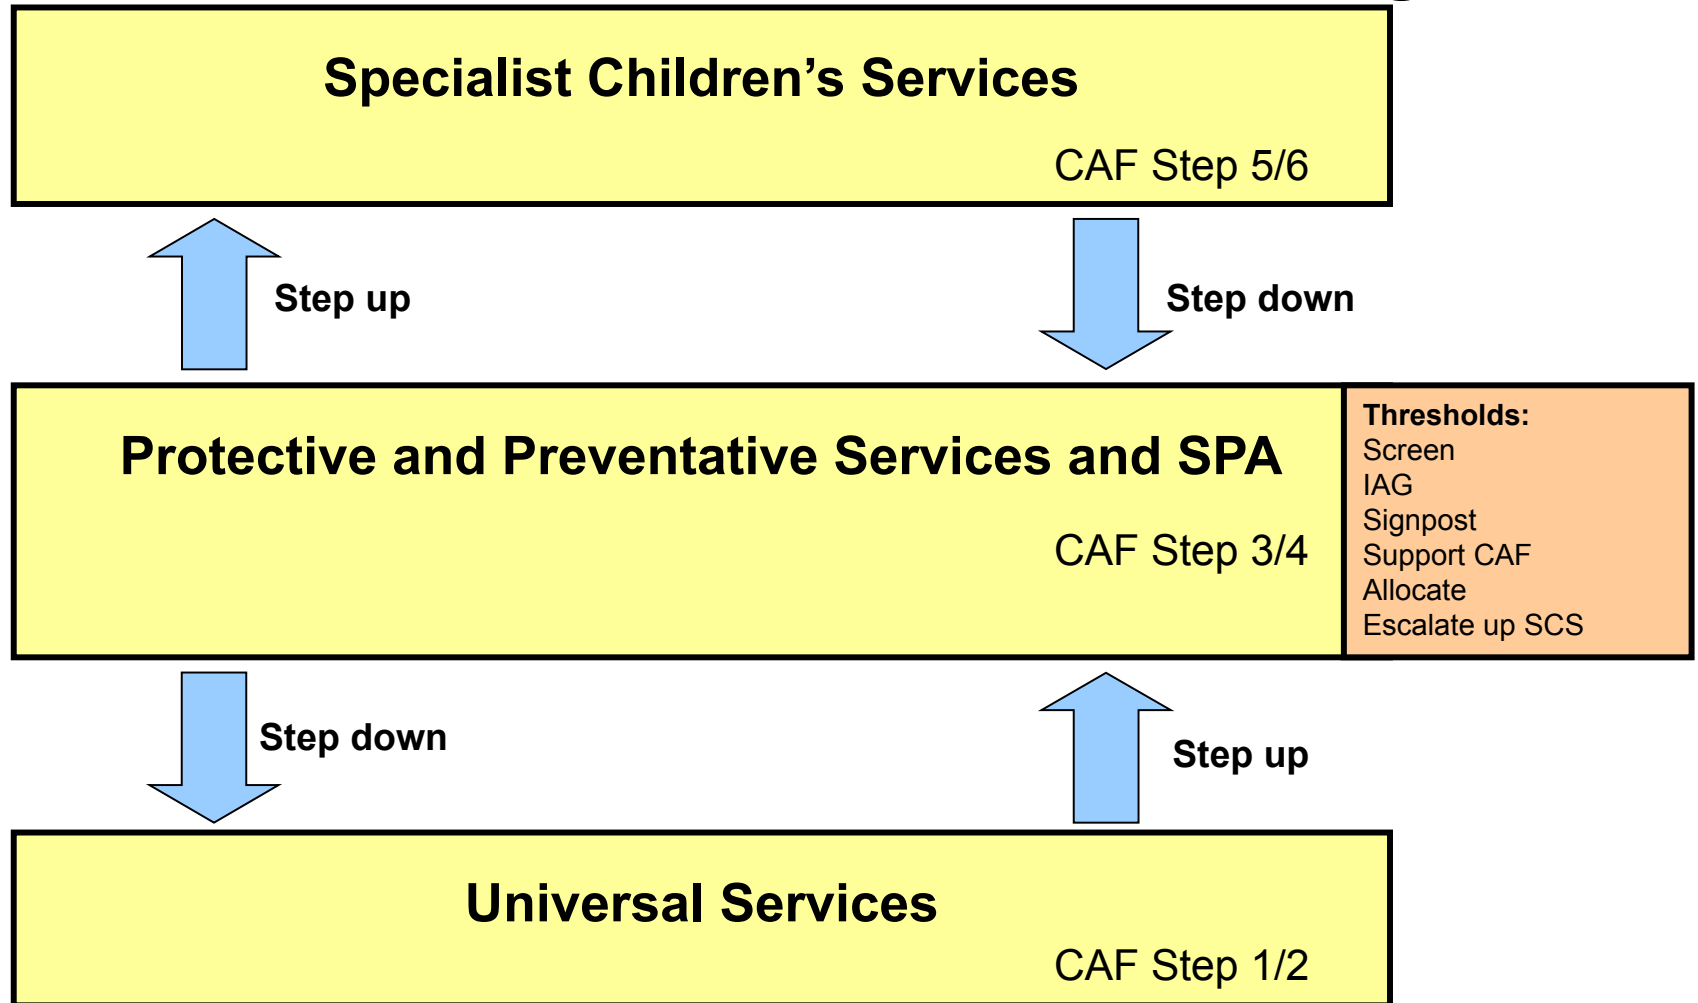 Specialist Children’s Services
CAF Step 5/6
Step up
Step down
Protective and Preventative Services and SPA
CAF Step 3/4
Thresholds:
Screen
IAG
Signpost
Support CAF
Allocate
Escalate up SCS
Step down
Step up
Universal Services
CAF Step 1/2